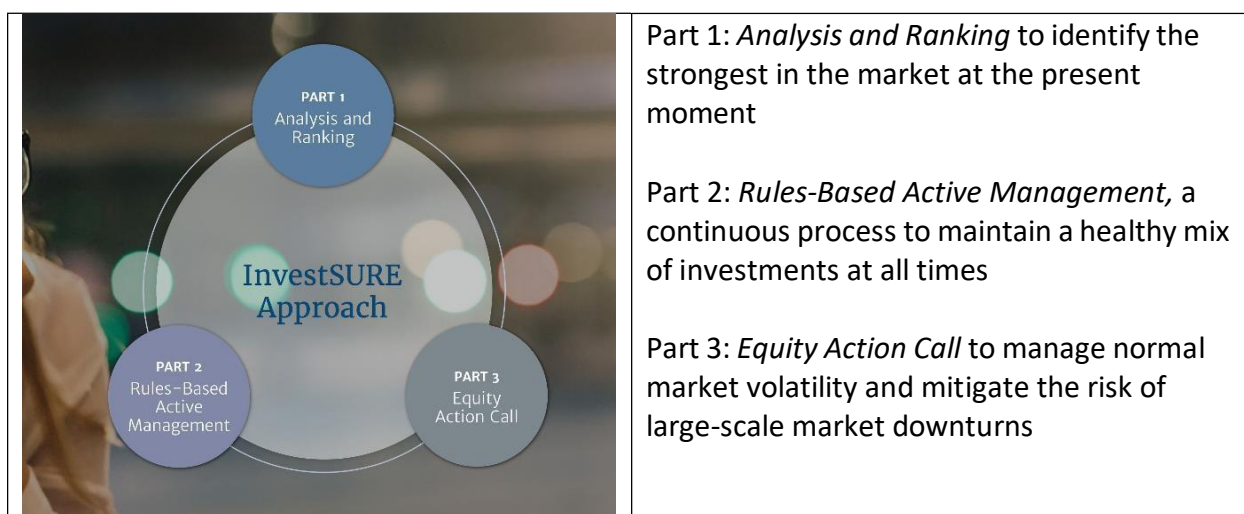 PART 1
Analysis and
Ranking
InvestSURE
Approach
PART 2
Rules-Based
Active
Management
PART 3
Equity
Action Call
Part 1: Analysis and Ranking to identify the
strongest in the market at the present
moment
Part 2: Rules-Based Active Management, a
continuous process to maintain a healthy mix
of investments at all times
Part 3: Equity Action Call to manage normal
market volatility and mitigate the risk of
large-scale market downturns